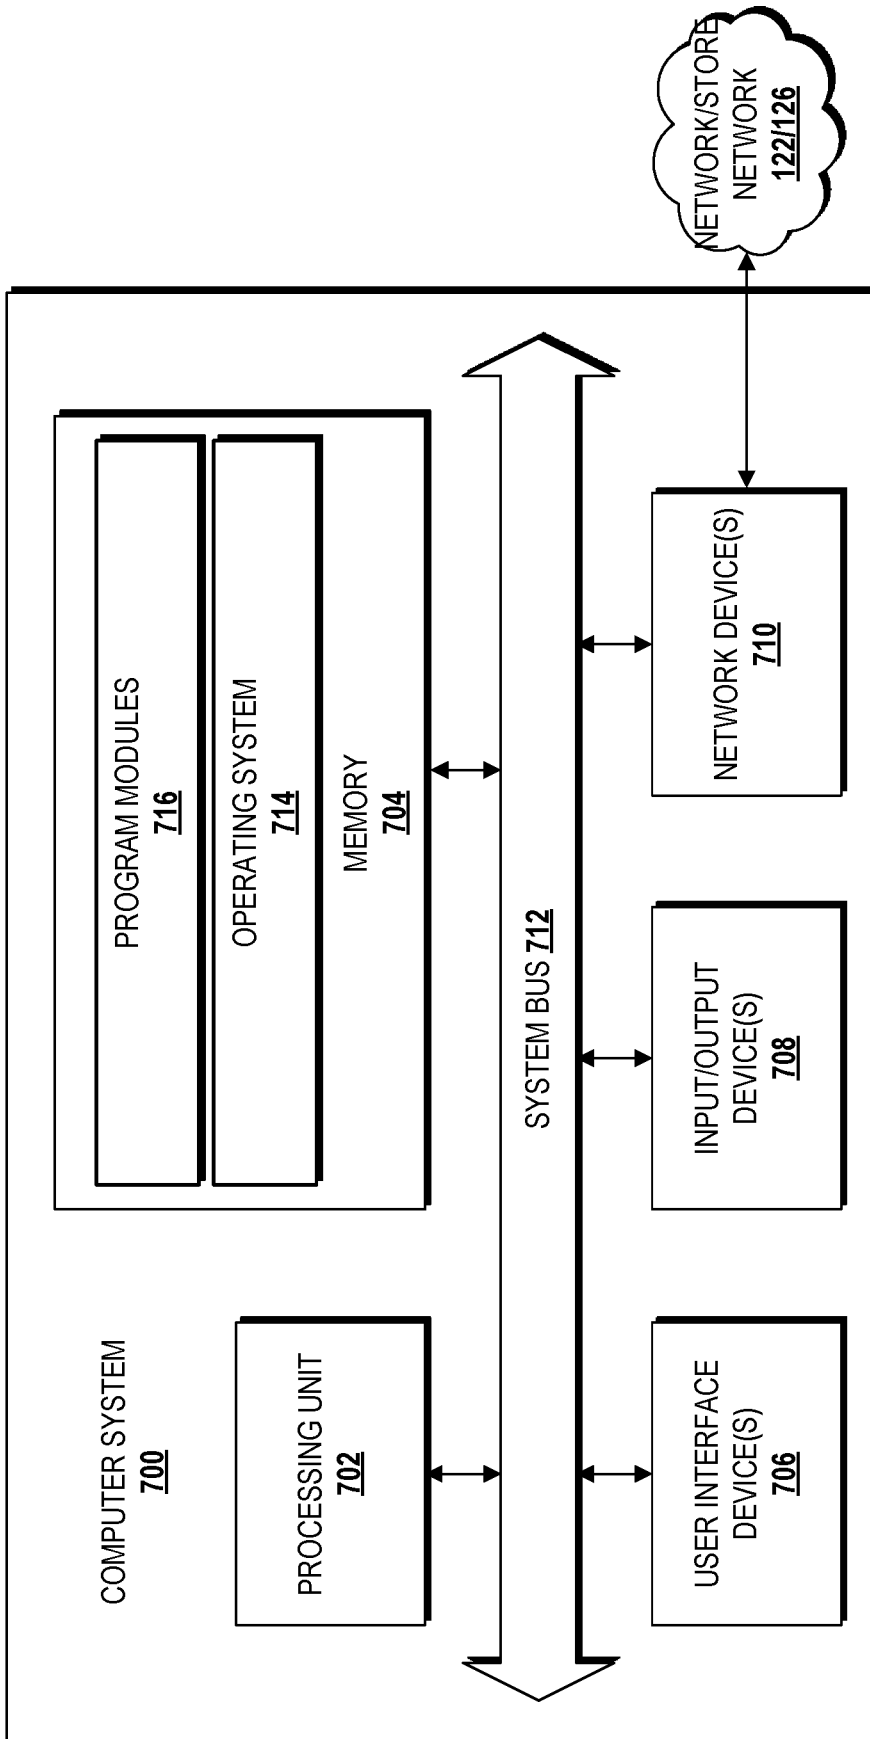 COMPUTER SYSTEM
700
PROCESSING UNIT
702
PROGRAM MODULES
716
OPERATING SYSTEM
714
MEMORY
704
SYSTEM BUS 712
USER INTERFACE
DEVICE(S)
706
INPUT/OUTPUT
DEVICE(S)
708
NETWORK DEVICE(S)
710
NETWORK/STORE
NETWORK
122/126